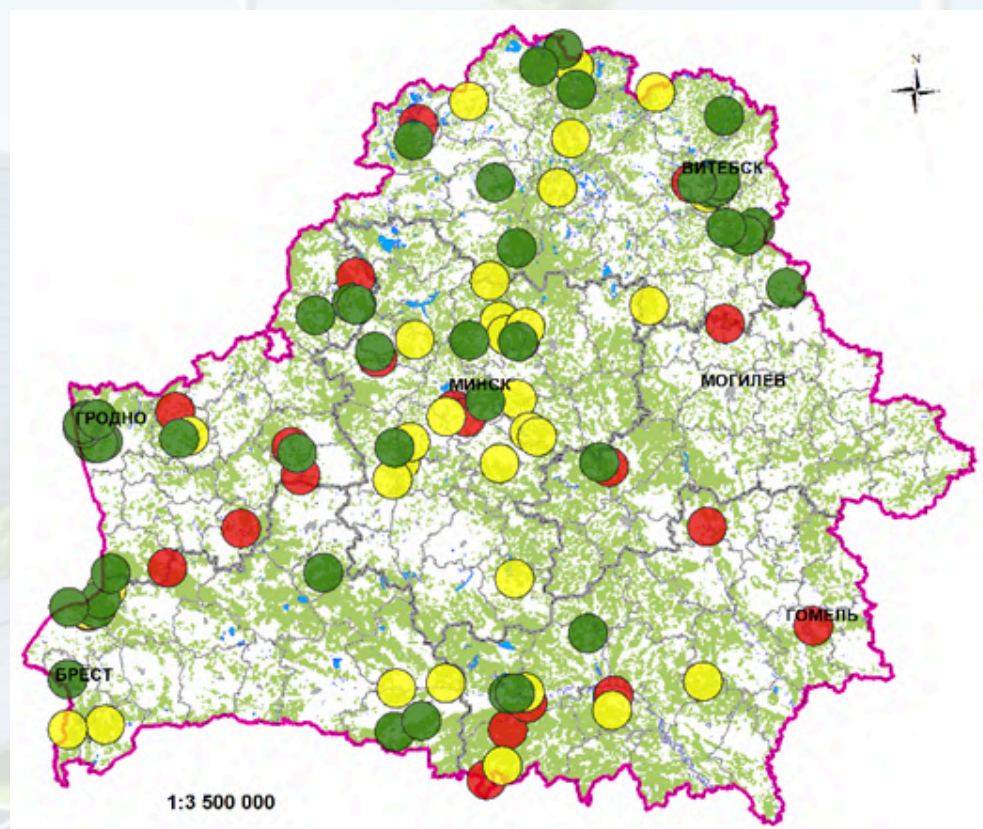 N
ВИТЕБСК
МИНСК
МОГИЛЕВ
ГРОДНО
ГОМЕЛЬ
БРЕСТ
1:3 500 000